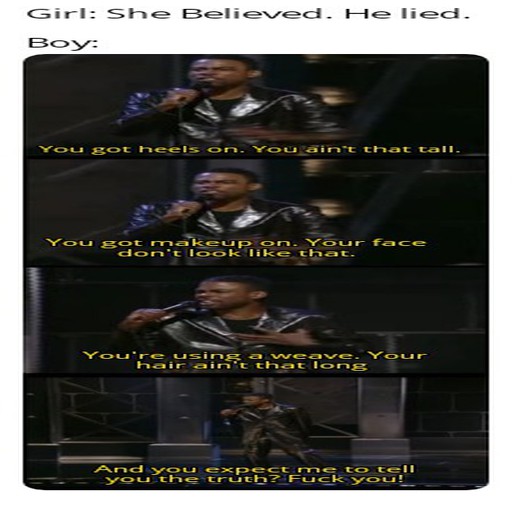 Girl: She Believed. He lied.
Boy:
You got heels on. You ain't that tall.
You got makeup on. Your face
don't look like that.
You're using a weave. Your
hair ain't that long
And you expect me to tell
you the truth? Fuck you!